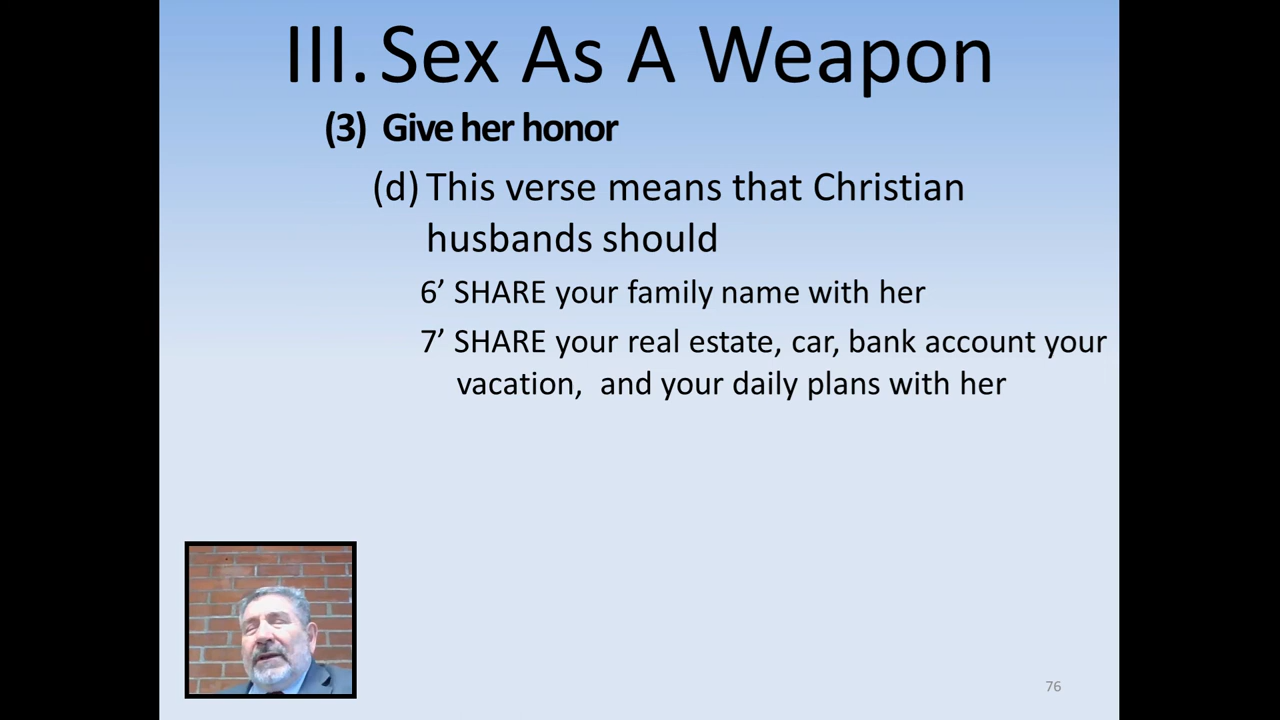 III. Sex As A Weapon
(3) Give her honor
(d) This verse means that Christian
husbands should
6’ SHARE your family name with her
7’ SHARE your real estate, car, bank account your
vacation, and your daily plans with her
76